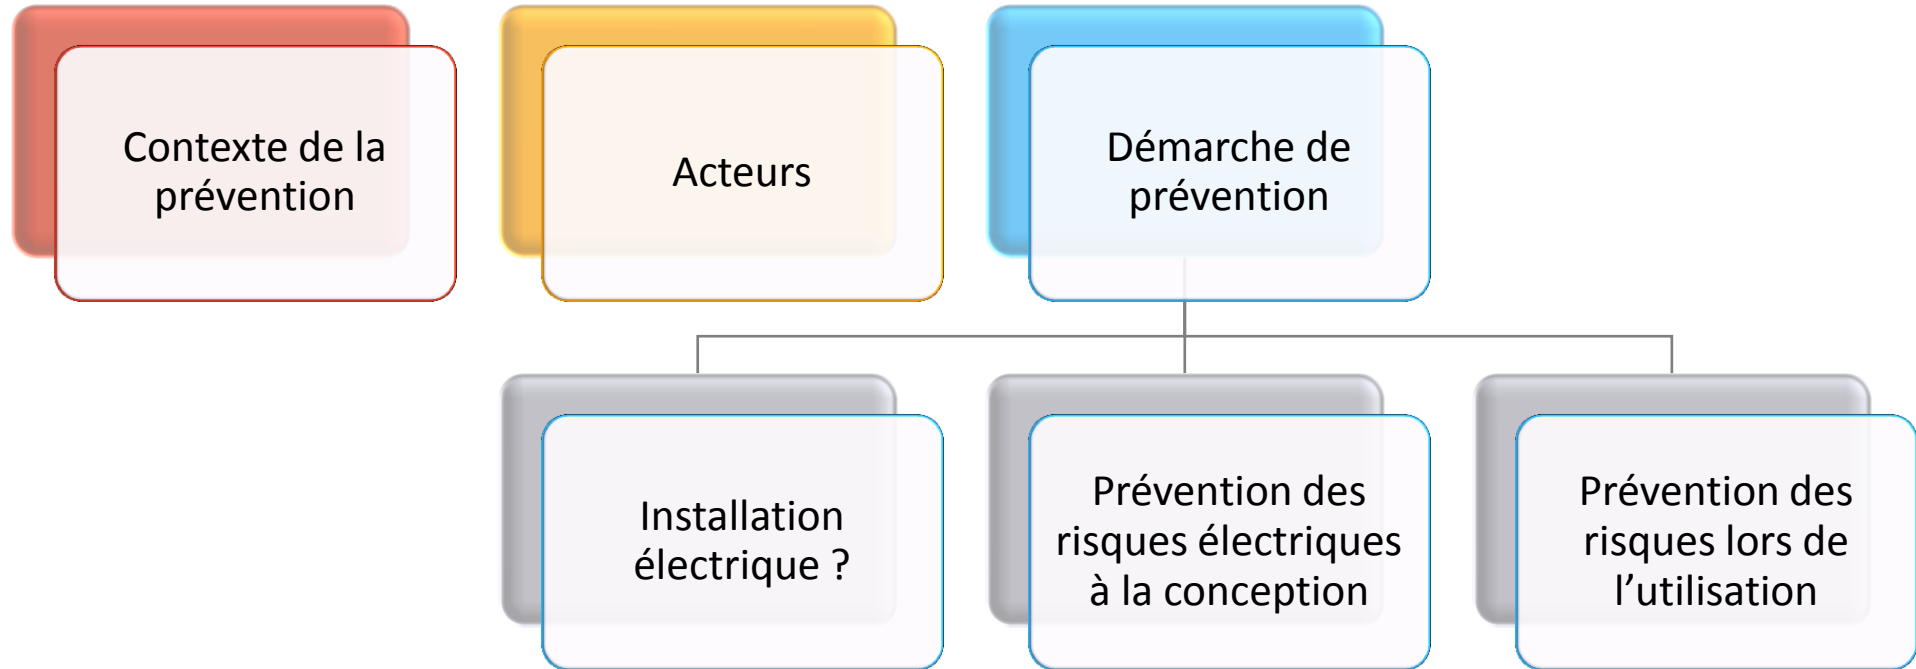 Contexte de la
prévention
Acteurs
Démarche de
prévention
Installation
électrique ?
Prévention des
risques électriques
à la conception
Prévention des
risques lors de
l’utilisation